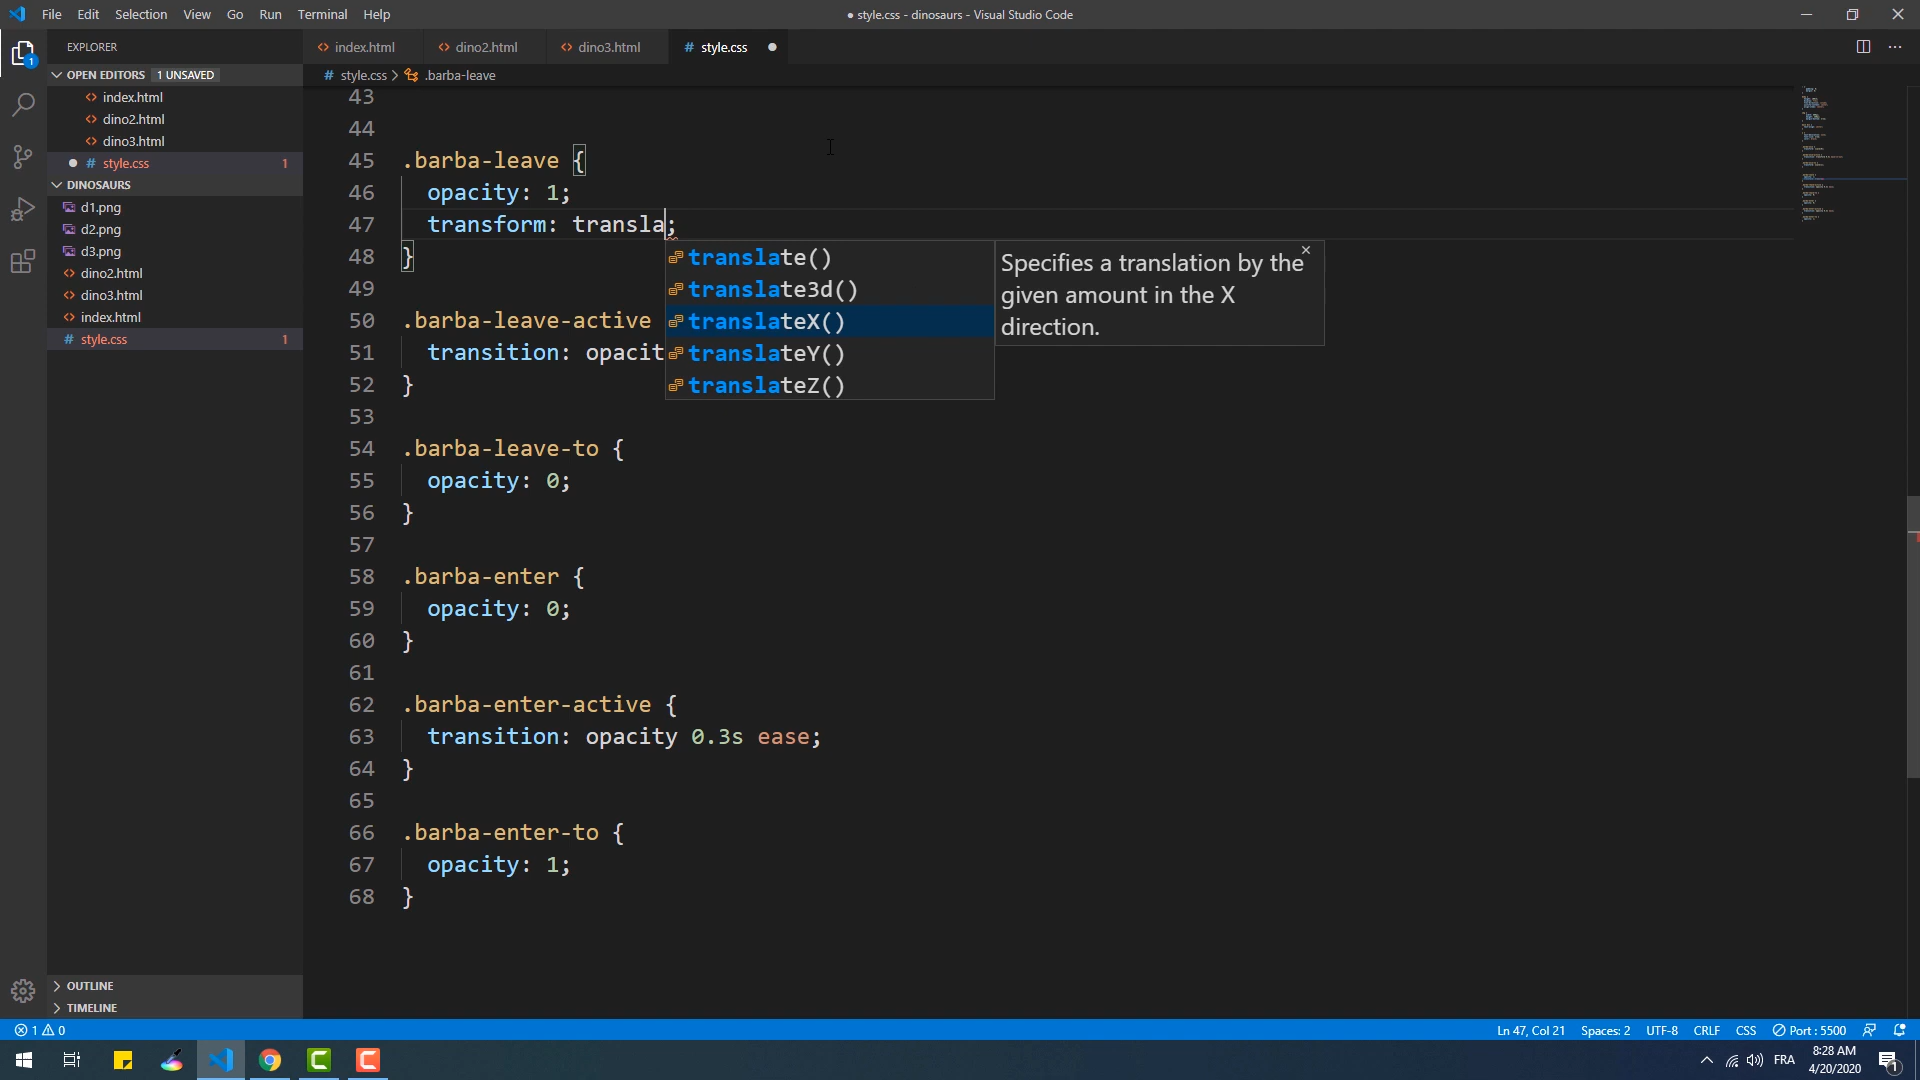 File Edit Selection View Go Run Terminal Help
● style.css - dinosaurs - Visual Studio Code
EXPLORER
index.html
dino2.html
dino3.html
# style.css
OPEN EDITORS 1 UNSAVED
# style.css > .barba-leave
index.html
dino2.html
dino3.html
# style.css 1
DINOSAURS
d1.png
d2.png
d3.png
dino2.html
dino3.html
index.html
# style.css 1
OUTLINE
TIMELINE
43
44
45 .barba-leave {
46 opacity: 1;
47 transform: transla;
48 }
49
50 .barba-leave-active
51 transition: opacit
52 }
53
54 .barba-leave-to {
55 opacity: 0;
56 }
57
58 .barba-enter {
59 opacity: 0;
60 }
61
62 .barba-enter-active {
63 transition: opacity 0.3s ease;
64 }
65
66 .barba-enter-to {
67 opacity: 1;
68 }
translate()
translate3d()
translateX()
translateY()
translateZ()
Specifies a translation by the
given amount in the X
direction.
1 0
Ln 47, Col 21 Spaces: 2 UTF-8 CRLF CSS Port : 5500
FRA
8:28 AM
4/20/2020
1
1